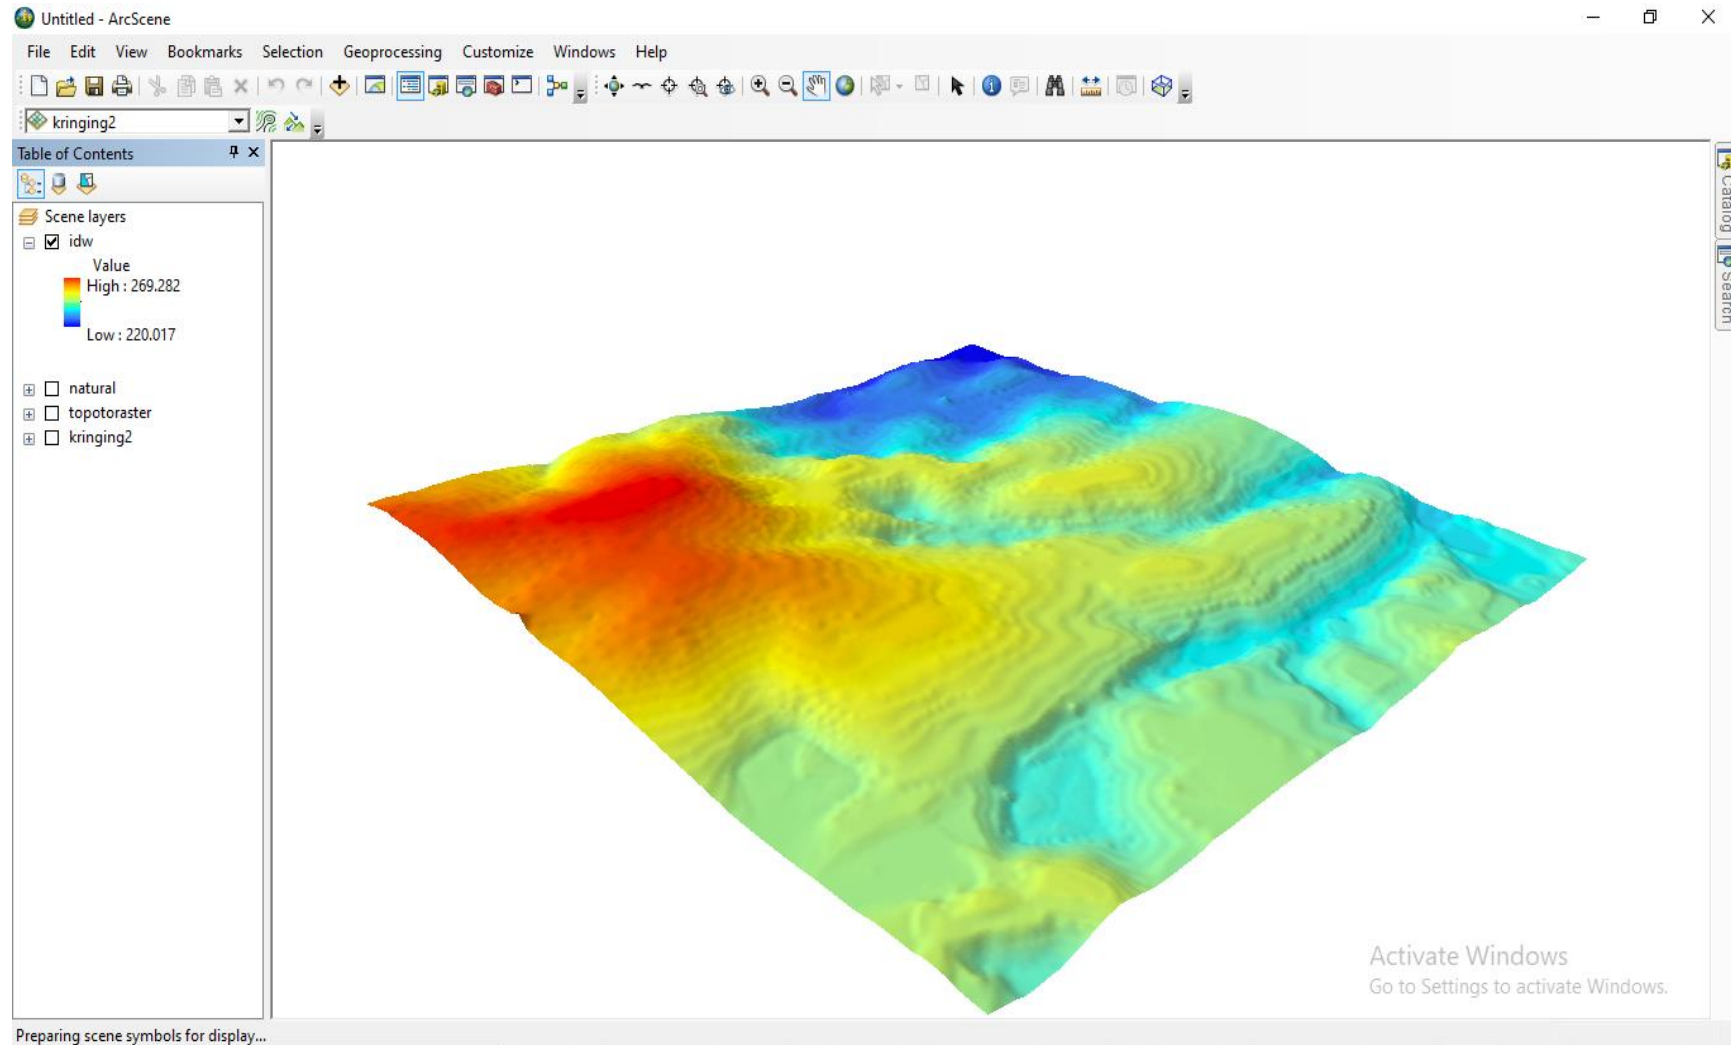 Untitled - ArcScene
File Edit View Bookmarks Selection Geoprocessing Customize Windows Help
kringing2
Table of Contents
Scene layers
idw
Value
High : 269.282
Low : 220.017
natural
topotoraster
kringing2
Catalog
Search
Activate Windows
Go to Settings to activate Windows.
Preparing scene symbols for display...